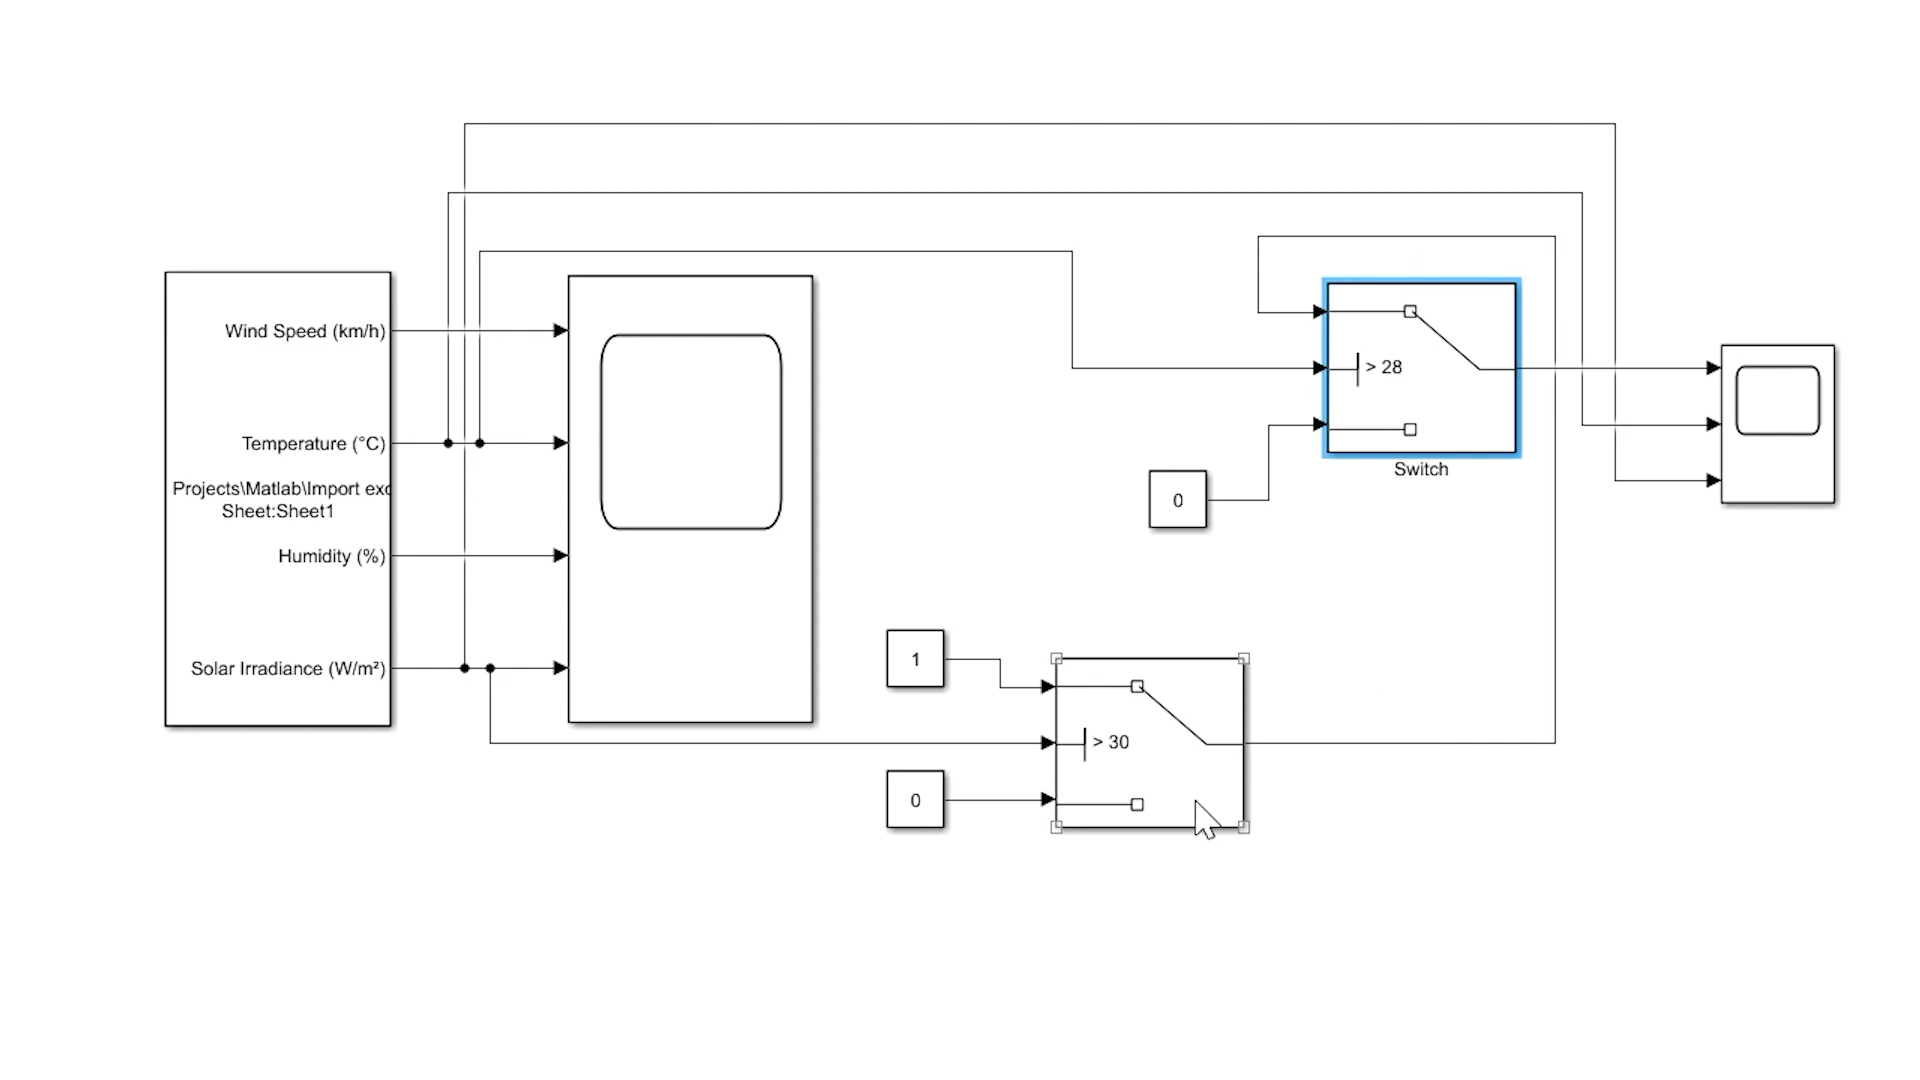 Wind Speed (km/h)
Temperature (°C)
Projects\Matlab\Import exc
Sheet:Sheet1
Humidity (%)
Solar Irradiance (W/m²)
> 28
Switch
0
1
> 30
0